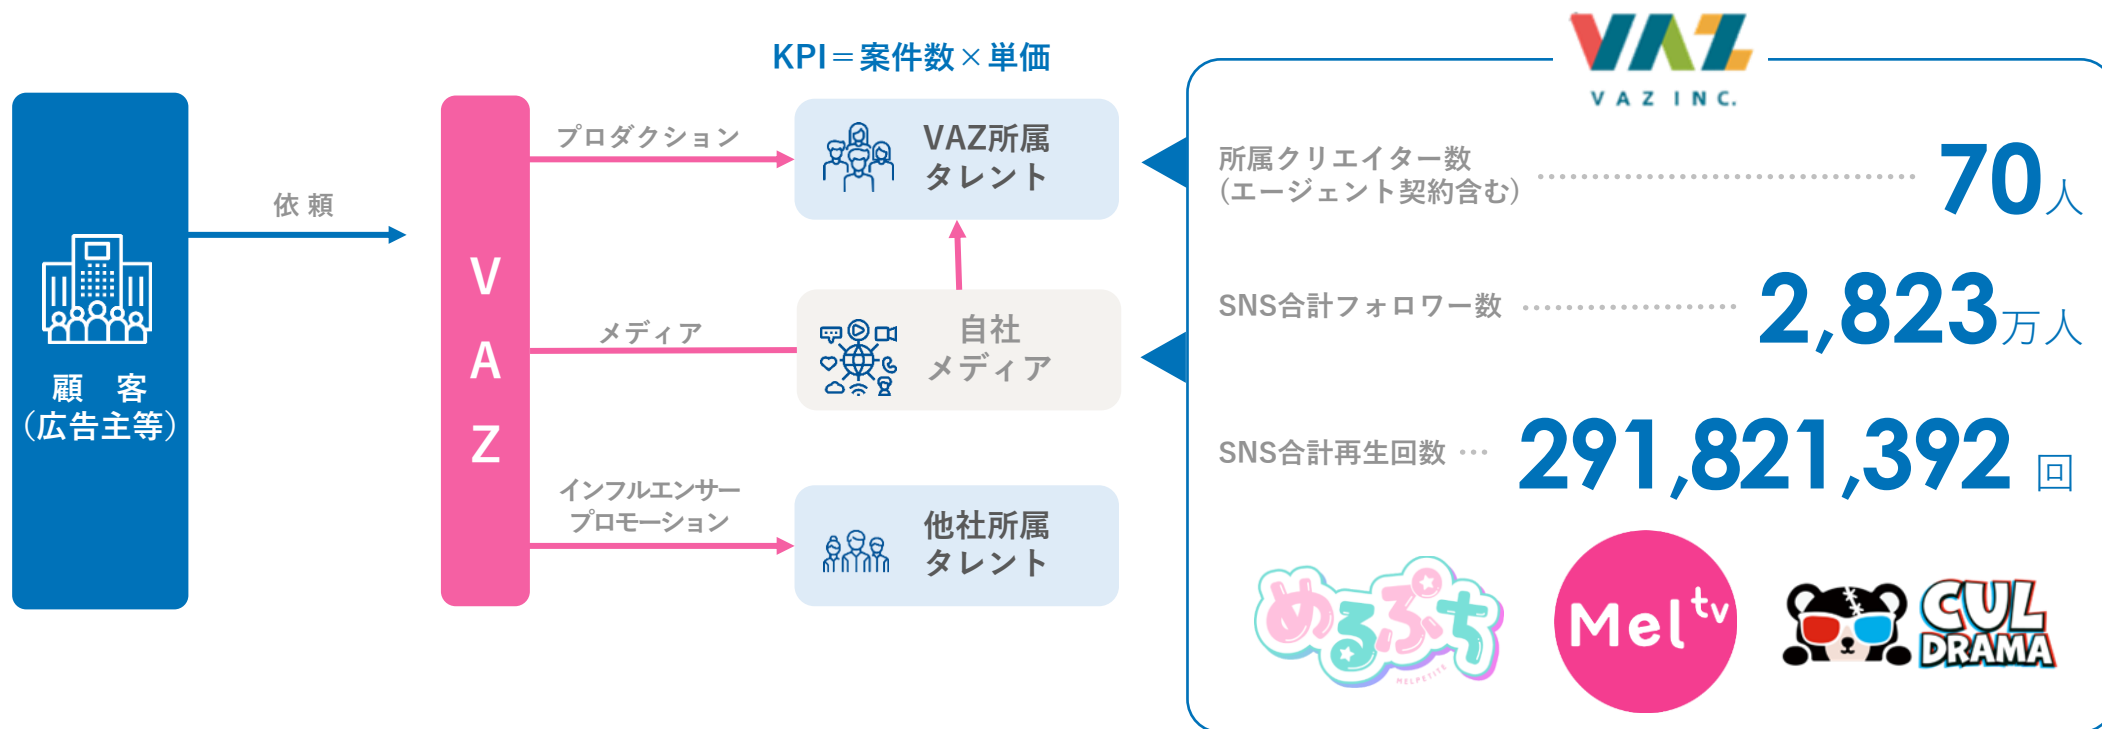 KPI＝案件数×単価
顧　客
（広告主等）
依 頼
V
A
Z
プロダクション
メディア
インフルエンサー
プロモーション
VAZ所属
タレント
自社
メディア
他社所属
タレント
VAZ
VAZ INC.
所属クリエイター数
(エージェント契約含む)
70人
SNS合計フォロワー数
2,823万人
SNS合計再生回数
291,821,392 回
めるぷち
MELPETITE
Mel tv
CUL
DRAMA